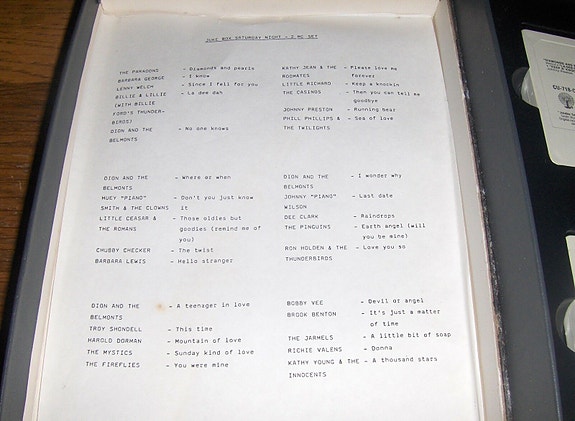 JUKE BOX SATURDAY NIGHT - 2 MC SET
THE PARADONS - Diamonds and pearls
BARBARA GEORGE - I know
LENNY WELCH - Since I fell for you
BILLIE & LILLIE - La dee dah
(WITH BILLIE
FORD'S THUNDER-
BIRDS)
DION AND THE - No one knows
BELMONTS
KATHY JEAN & THE - Please love me
ROOMATES forever
LITTLE RICHARD - Keep a knockin
THE CASINOS - Then you can tell me
goodbye
JOHNNY PRESTON - Running bear
PHILL PHILLIPS & - Sea of love
THE TWILIGHTS
DION AND THE - Where or when
BELMONTS
HUEY "PIANO" - Don't you just know
SMITH & THE CLOWNS it
LITTLE CEASAR & - Those oldies but
THE ROMANS goodies (remind me of
you)
CHUBBY CHECKER - The twist
BARBARA LEWIS - Hello stranger
DION AND THE - I wonder why
BELMONTS
JOHNNY "PIANO" - Last date
WILSON
DEE CLARK - Raindrops
THE PINGUINS - Earth angel (will
you be mine)
RON HOLDEN & THE - Love you so
THUNDERBIRDS
DION AND THE - A teenager in love
BELMONTS
TROY SHONDELL - This time
HAROLD DORMAN - Mountain of love
THE MYSTICS - Sunday kind of love
THE FIREFLIES - You were mine
BOBBY VEE - Devil or angel
BROOK BENTON - It's just a matter
of time
THE JARMELS - A little bit of soap
RICHIE VALENS - Donna
KATHY YOUNG & THE - A thousand stars
INNOCENTS